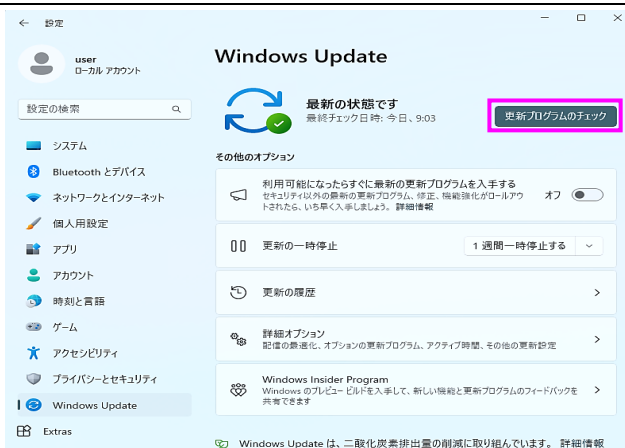 設定
user
ローカル アカウント
設定の検索
システム
Bluetooth とデバイス
ネットワークとインターネット
個人用設定
アプリ
アカウント
時刻と言語
ゲーム
アクセシビリティ
プライバシーとセキュリティ
Windows Update
Extras
Windows Update
最新の状態です
最終チェック日時: 今日、9:03
更新プログラムのチェック
その他のオプション
利用可能になったらすぐに最新の更新プログラムを入手する
セキュリティ以外の最新の更新プログラム、修正、機能強化がロールアウ
トされたら、いち早く入手しましょう。 詳細情報
オフ
更新の一時停止
1 週間一時停止する
更新の履歴
詳細オプション
配信の最適化、オプションの更新プログラム、アクティブ時間、その他の更新設定
Windows Insider Program
Windows のプレビュー ビルドを入手して、新しい機能と更新プログラムのフィードバックを
共有できます
Windows Update は、二酸化炭素排出量の削減に取り組んでいます。 詳細情報